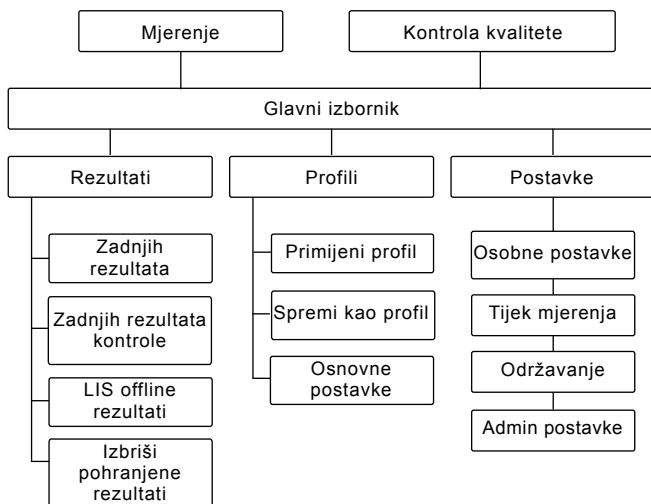 Mjerenje
Kontrola kvalitete
Glavni izbornik
Rezultati
Profili
Postavke
Zadnjih
rezultata
Zadnjih rezultata
kontrole
LIS offline
rezultati
Izbriši
pohranjene
rezultati
Primijeni profil
Spremi kao profil
Osnovne
postavke
Osobne postavke
Tijek mjerenja
Održavanje
Admin postavke